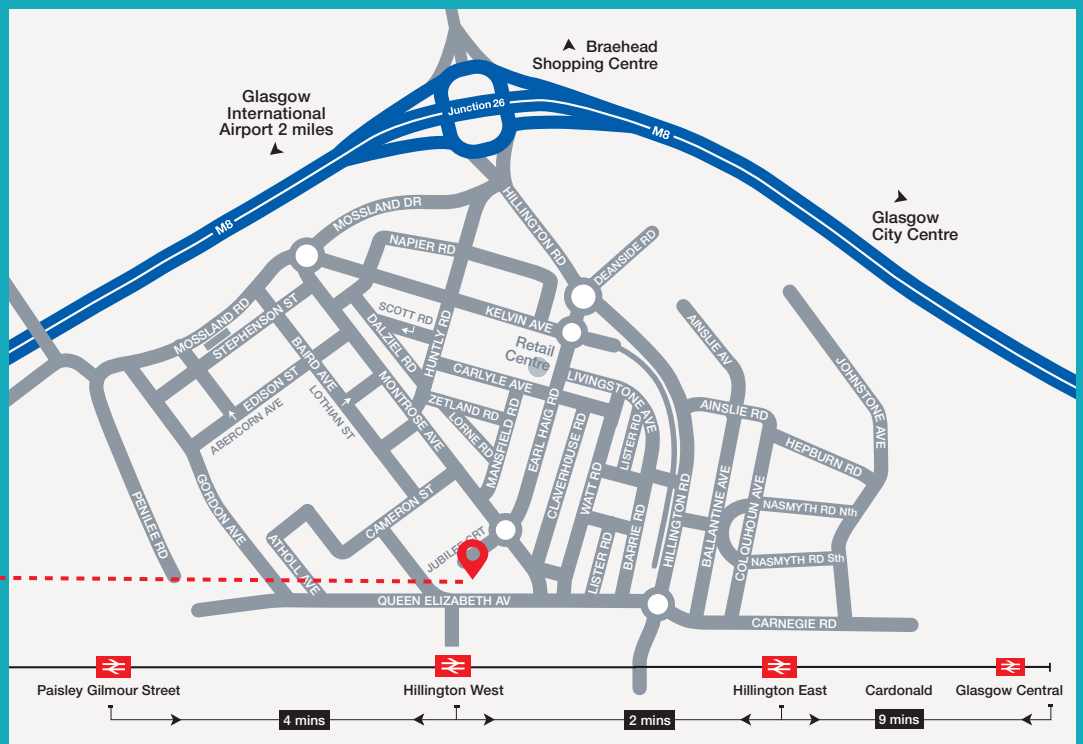 Braehead
Shopping Centre
Glasgow
International
Airport 2 miles
Junction 26
M8
M8
Glasgow
City Centre
MOSSLAND DR
HILLINGTON RD
NAPIER RD
DEANSIDE RD
MOSSLAND RD
STEPHENSON ST
SCOTT RD
KELVIN AVE
HUNTLY RD
DALZIEL RD
BAIRD AVE
Retail
Centre
AINSLIE AV
JOHNSTONE AVE
CARLYLE AVE
LIVINGSTONE AVE
EDISON ST
ABERCORN AVE
LOTHIAN ST
MONTROSE AVE
ZETLAND RD
LORNE RD
MANSFIELD RD
EARL HAIG RD
CLAVERHOUSE RD
LISTER RD
AINSLIE RD
HEPBURN RD
WATT RD
PENILEE RD
GORDON AVE
CAMERON ST
HILLINGTON RD
BALLANTINE AVE
COLQUHOUN AVE
NASMYTH RD Nth
NASMYTH RD Sth
ATHOLL AVE
JUBILEE CRT
LISTER RD
BARRIE RD
QUEEN ELIZABETH AV
CARNEGIE RD
Paisley Gilmour Street
Hillington West
Hillington East
Cardonald
Glasgow Central
4 mins
2 mins
9 mins